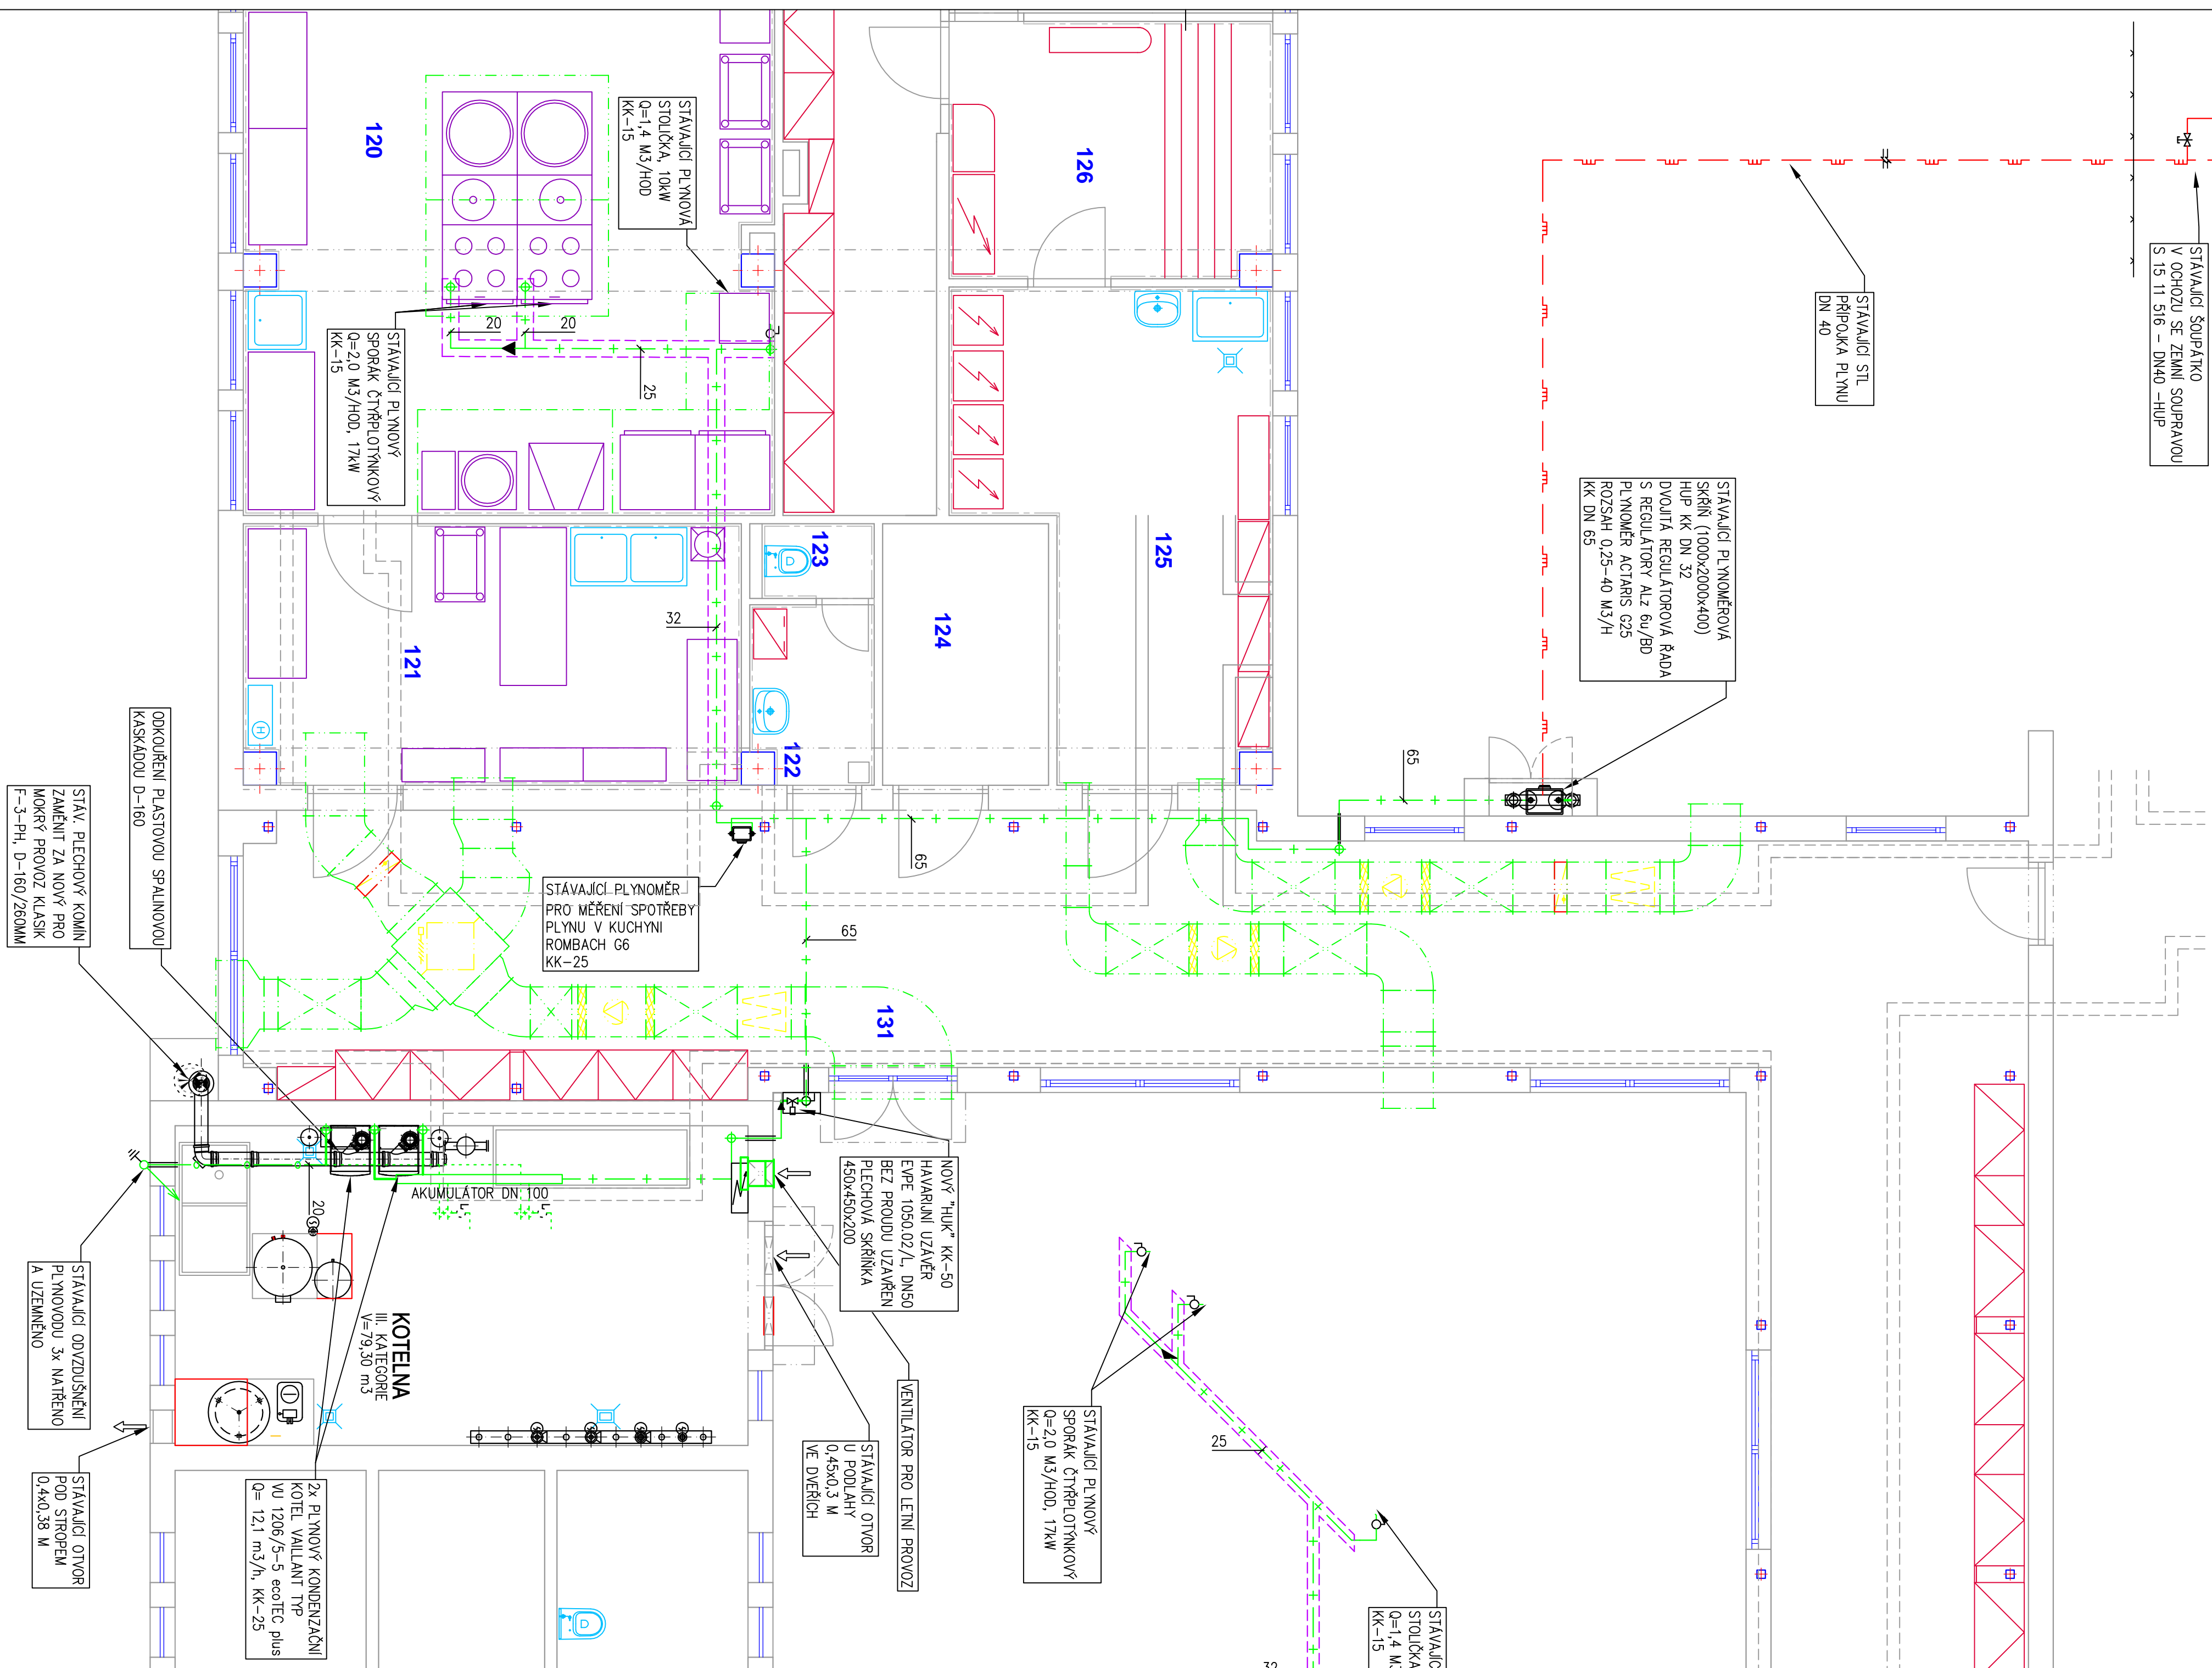 STÁVAJÍCÍ ŠOUPÁTKO
V OCHOZU SE ZEMNÍ SOUPRAVOU
S 15 11 516 - DN40 -HUP
STÁVAJÍCÍ STL
PŘÍPOJKA PLYNU
DN 40
STÁVAJÍCÍ PLYNOMĚROVÁ
SKŘÍŇ (1000x2000x400)
HUP KK DN 32
DVOJITÁ REGULÁTOROVÁ ŘADA
S REGULÁTORY ALz 6u/BD
PLYNOMĚR ACTARIS G25
ROZSAH 0,25-40 M3/H
KK DN 65
STÁVAJÍCÍ PLYNOVÁ
STOLIČKA, 10kW
Q=1,4 M3/HOD
KK-15
STÁVAJÍCÍ PLYNOVÝ
SPORÁK ČTYŘPLOTÝNKOVÝ
Q=2,0 M3/HOD, 17kW
KK-15
120
126
20
20
25
32
121
122
123
124
125
131
65
65
65
STÁVAJÍCÍ PLYNOMĚR
PRO MĚŘENÍ SPOTŘEBY
PLYNU V KUCHYNI
ROMBACH G6
KK-25
ODKOUŘENÍ PLASTOVOU SPALINOVOU
KASKÁDOU D-160
STÁV. PLECHOVÝ KOMÍN
ZAMĚNIT ZA NOVÝ PRO
MOKRÝ PROVOZ KLASIK
F-3-PH, D-160/260MM
NOVÝ "HUK" KK-50
HAVARIJNÍ UZÁVĚR
EVPE 1050.02/L, DN50
BEZ PROUDU UZAVŘEN
PLECHOVÁ SKŘÍŇKA
450x450x200
AKUMULÁTOR DN 100
20
H
KOTELNA
III. KATEGORIE
V=79,30 m3
STÁVAJÍCÍ ODVZDUŠNĚNÍ
PLYNOVODU 3x NATŘENO
A UZEMNĚNO
STÁVAJÍCÍ OTVOR
POD STROPEM
0,4x0,38 M
2x PLYNOVÝ KONDENZAČNÍ
KOTEL VAILLANT TYP
VU 1206/5-5 ecoTEC plus
Q= 12,1 m3/h, KK-25
VENTILÁTOR PRO LETNÍ PROVOZ
STÁVAJÍCÍ OTVOR
U PODLAHY
0,45x0,3 M
VE DVEŘÍCH
STÁVAJÍCÍ PLYNOVÝ
SPORÁK ČTYŘPLOTÝNKOVÝ
Q=2,0 M3/HOD, 17kW
KK-15
25
STOLIČKA
Q=1,4
KK-15
32